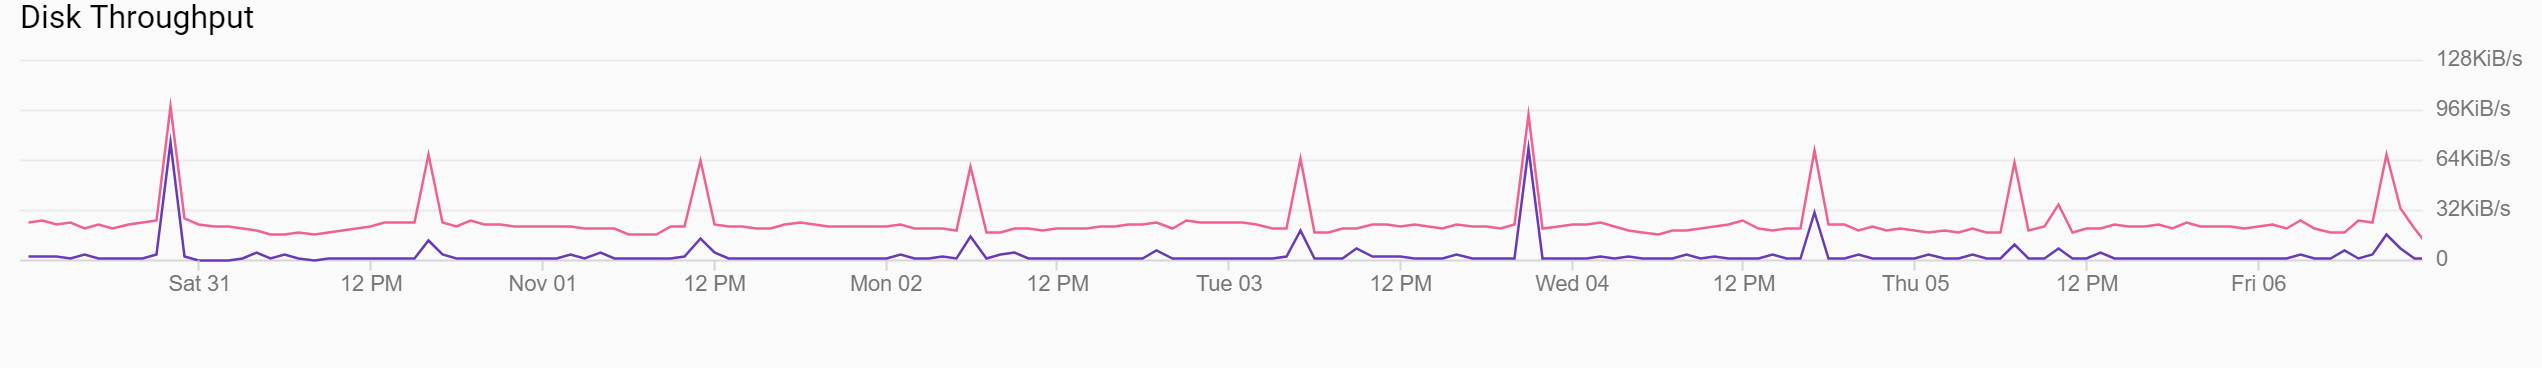 Disk Throughput
128KiB/s
96KiB/s
64KiB/s
32KiB/s
0
Sat 31 12 PM Nov 01 12 PM Mon 02 12 PM Tue 03 12 PM Wed 04 12 PM Thu 05 12 PM Fri 06